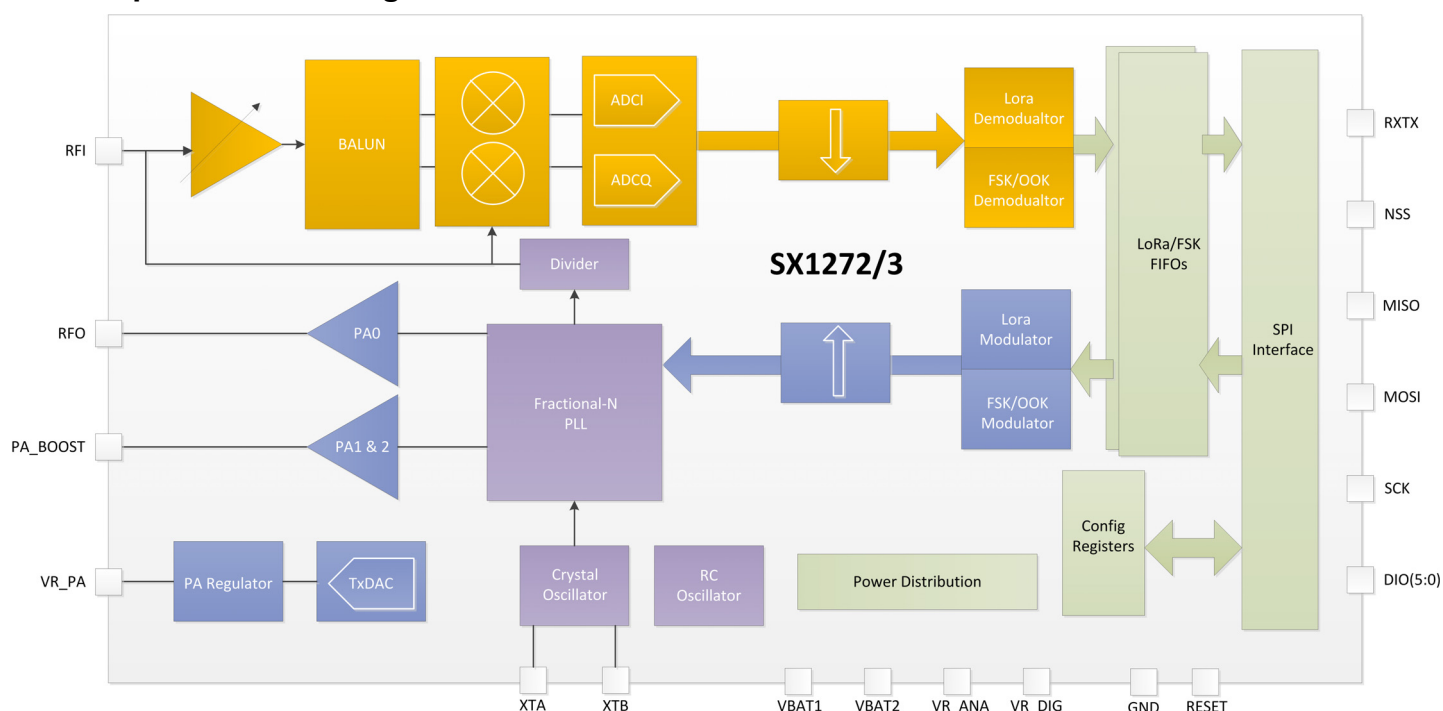 ADCI
Lora
Demodualtor
RXTX
RFI
BALUN
ADCQ
FSK/OOK
Demodualtor
NSS
LoRa/FSK
FIFOs
Divider
SX1272/3
MISO
RFO
PA0
Lora
Modulator
SPI
Interface
Fractional-N
PLL
FSK/OOK
Modulator
MOSI
PA_BOOST
PA1 & 2
SCK
Config
Registers
VR_PA
PA Regulator
TxDAC
Crystal
Oscillator
RC
Oscillator
Power Distribution
DIO(5:0)
XTA
XTB
VBAT1
VBAT2
VR_ANA
VR_DIG
GND
RESET